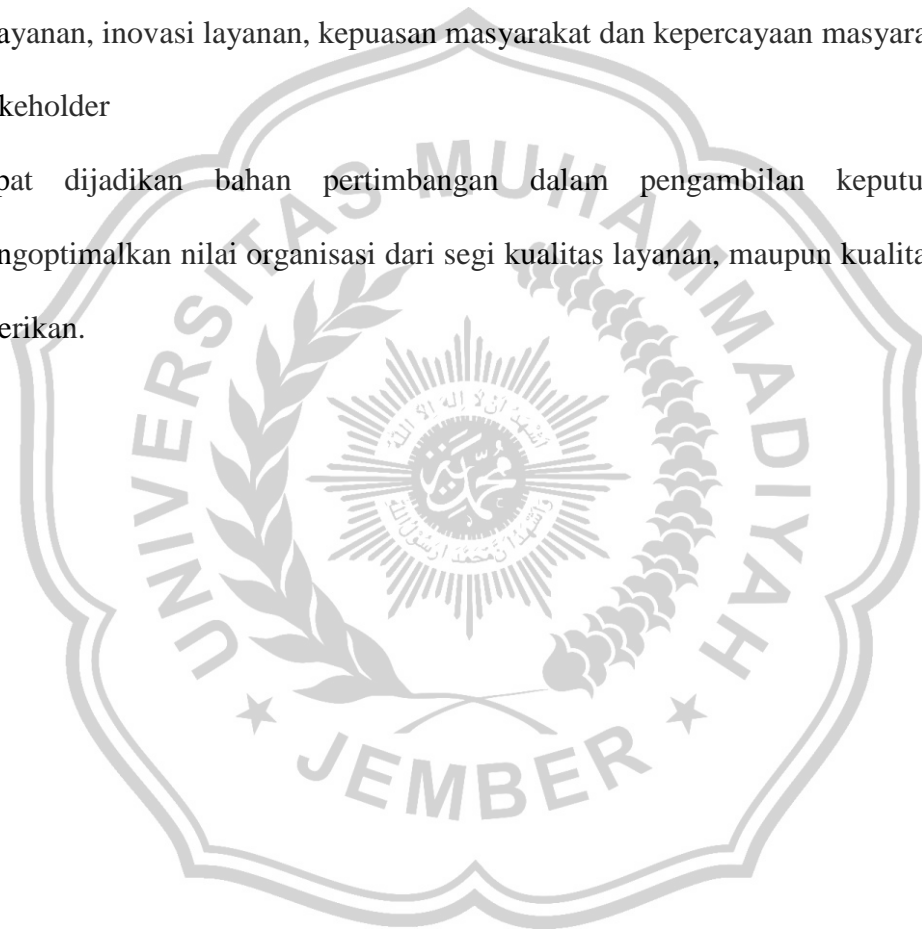 ayanan, inovasi layanan, kepuasan masyarakat dan kepercayaan masyara
keholder
pat dijadikan bahan pertimbangan dalam pengambilan keputu
ngoptimalkan nilai organisasi dari segi kualitas layanan, maupun kualita
erikan.
UNIVERSITAS MUHAMMADIYAH
JEMBER